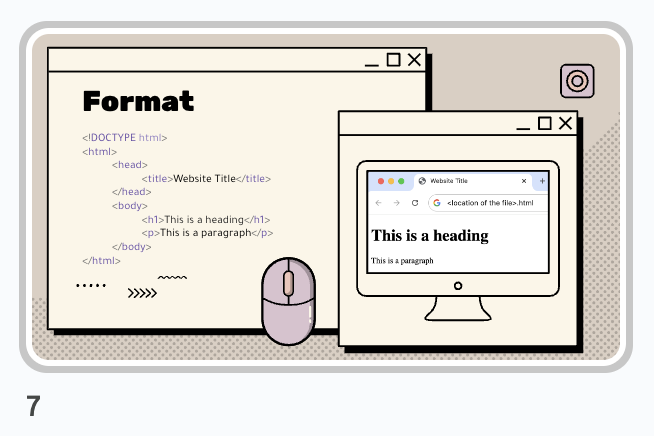 Format
<!DOCTYPE html>
<html>
<head>
<title>Website Title</title>
</head>
<body>
<h1>This is a heading</h1>
<p>This is a paragraph</p>
</body>
</html>
Website Title
<location of the file>.html
This is a heading
This is a paragraph
7